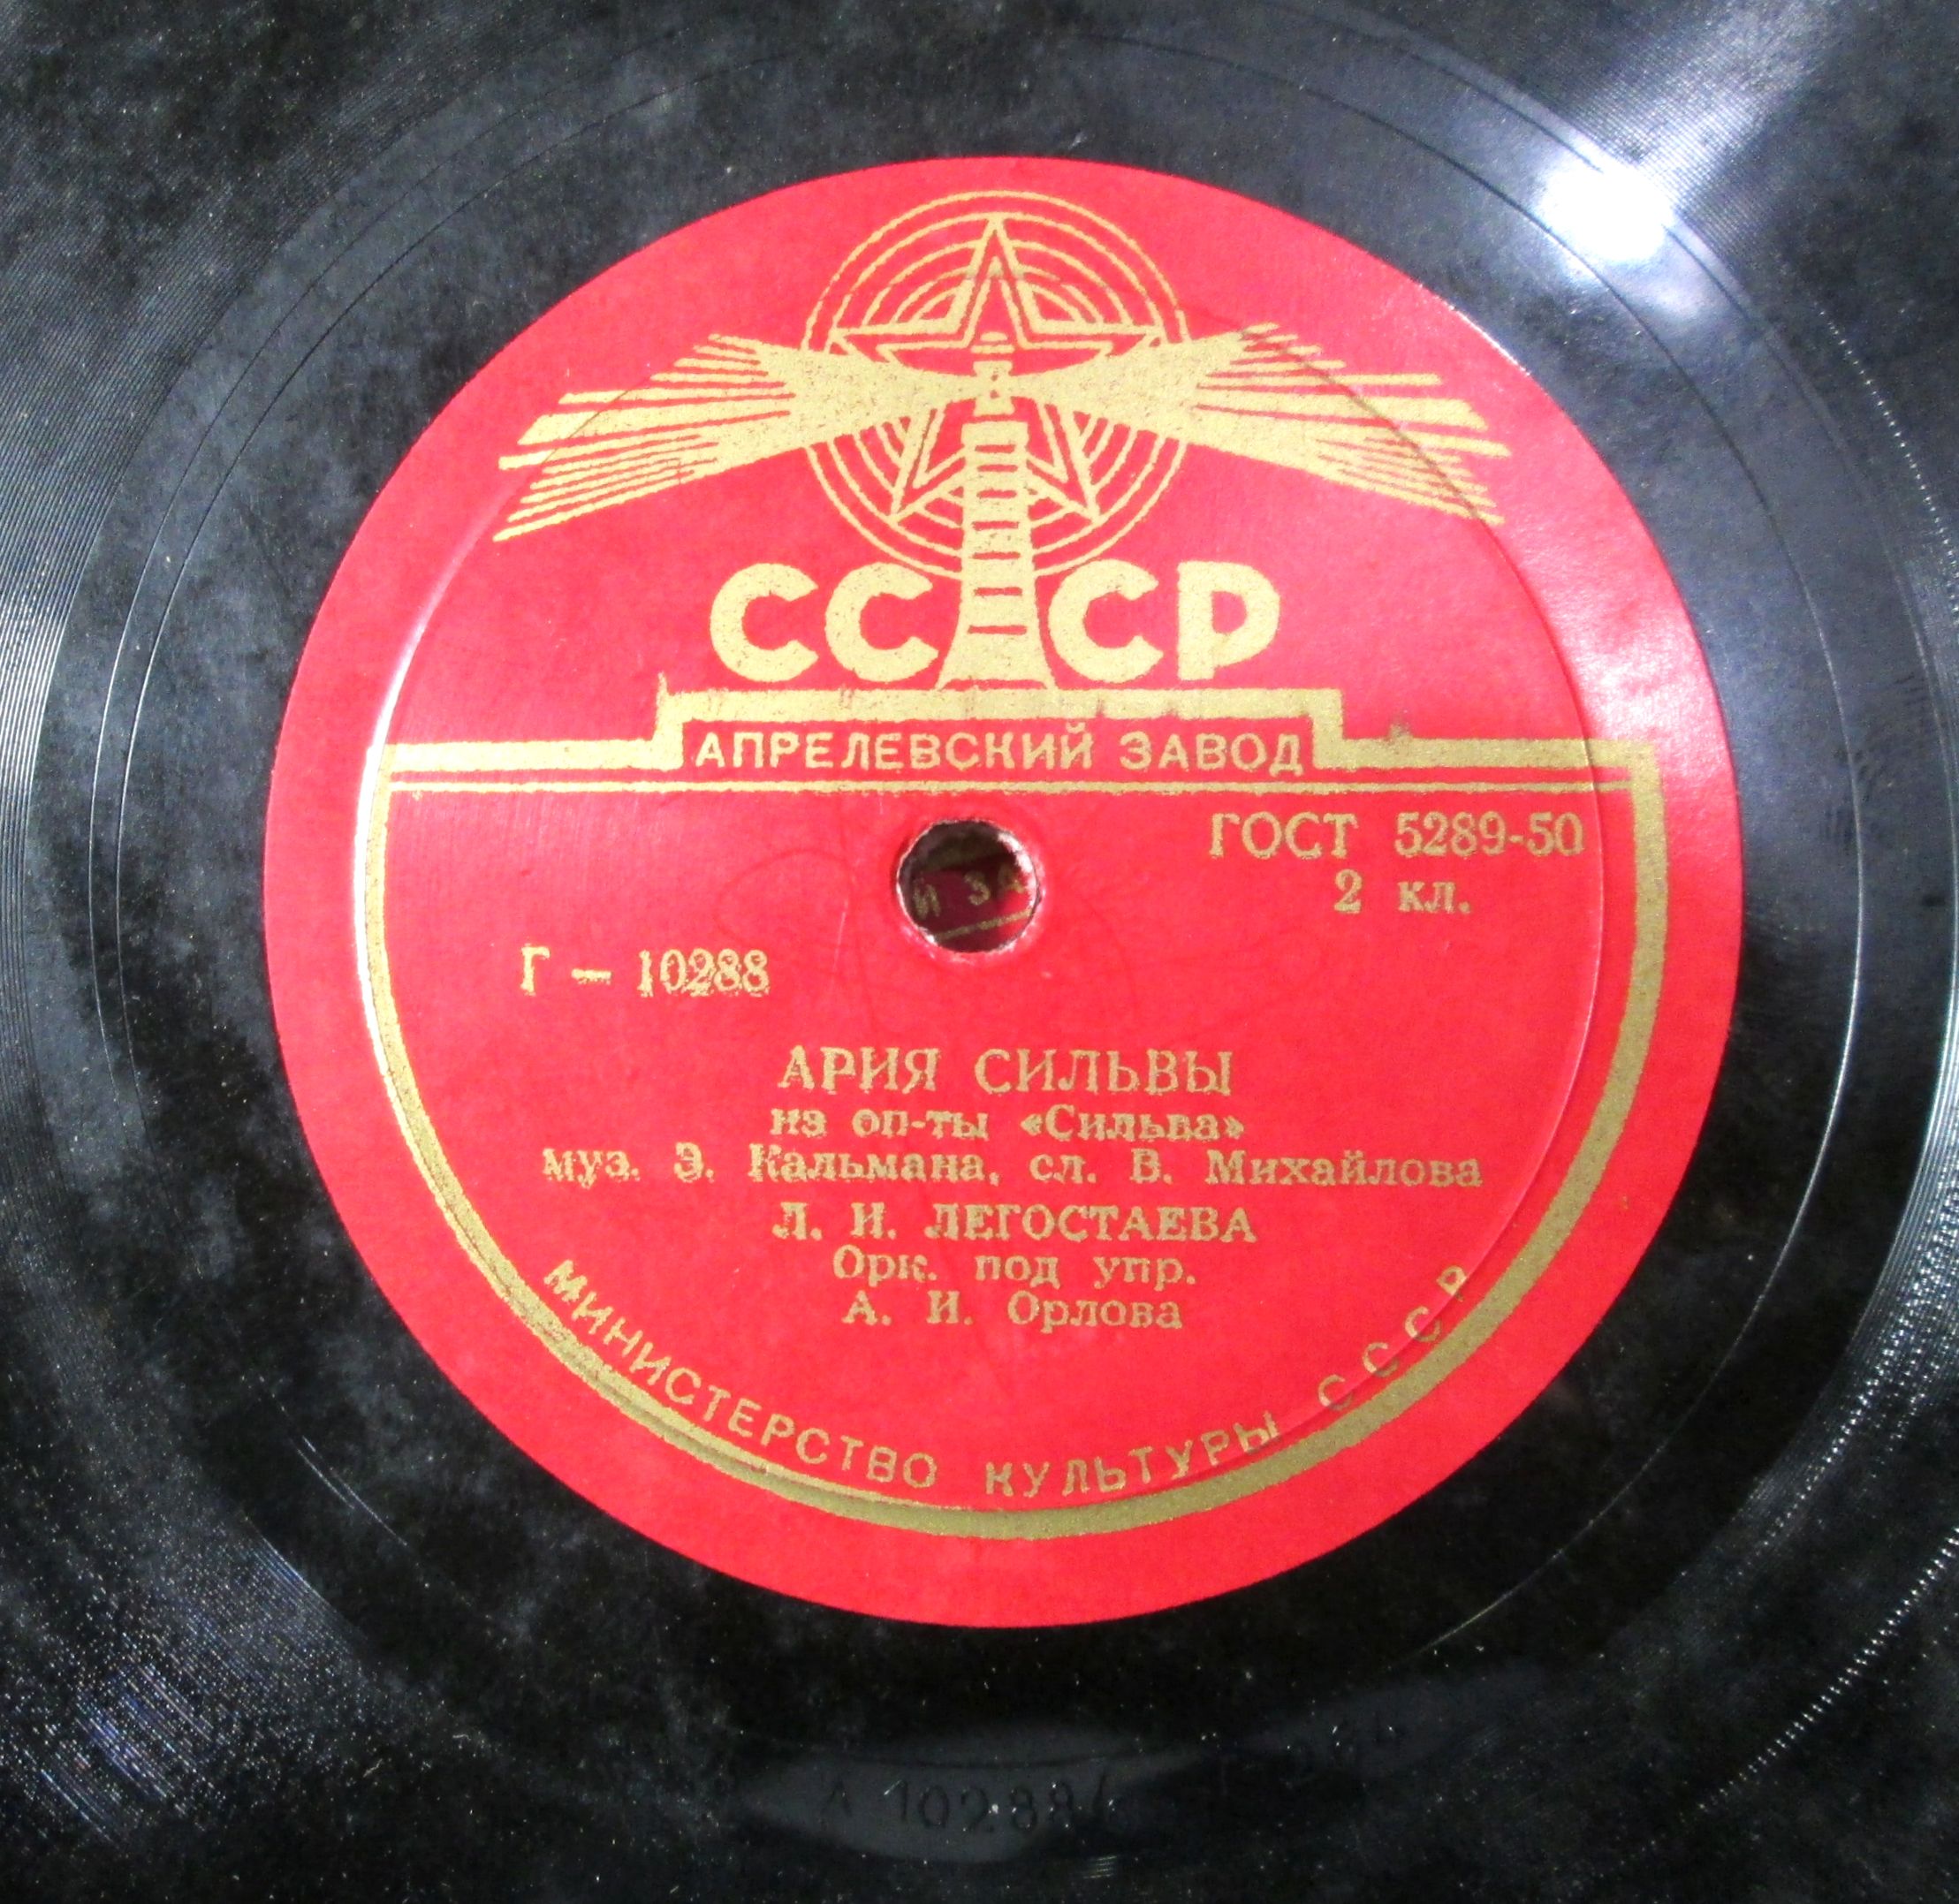 СССР
АПРЕЛЕВСКИЙ ЗАВОД
ГОСТ 5289-50
2 кл.
Г — 10288
АРИЯ СИЛЬВЫ
из оп-ты «Сильва»
муз. Э. Кальмана, сл. В. Михайлова
Л. И. ЛЕГОСТАЕВА
Орк. под упр.
А. И. Орлова
МИНИСТЕРСТВО КУЛЬТУРЫ СССР
10288/